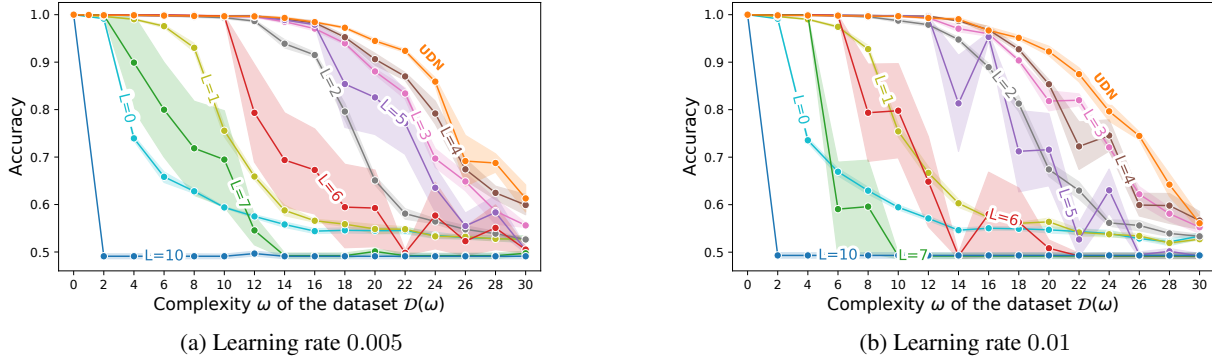 1.0
0.9
0.8
0.7
0.6
0.5
Accuracy
0 2 4 6 8 10 12 14 16 18 20 22 24 26 28 30
Complexity ω of the dataset 𝒟(ω)
UDN
L=0
L=1
L=2
L=3
L=4
L=5
L=6
L=7
L=10
(a) Learning rate 0.005
1.0
0.9
0.8
0.7
0.6
0.5
Accuracy
0 2 4 6 8 10 12 14 16 18 20 22 24 26 28 30
Complexity ω of the dataset 𝒟(ω)
UDN
L=0
L=1
L=2
L=3
L=4
L=5
L=6
L=7
L=10
(b) Learning rate 0.01